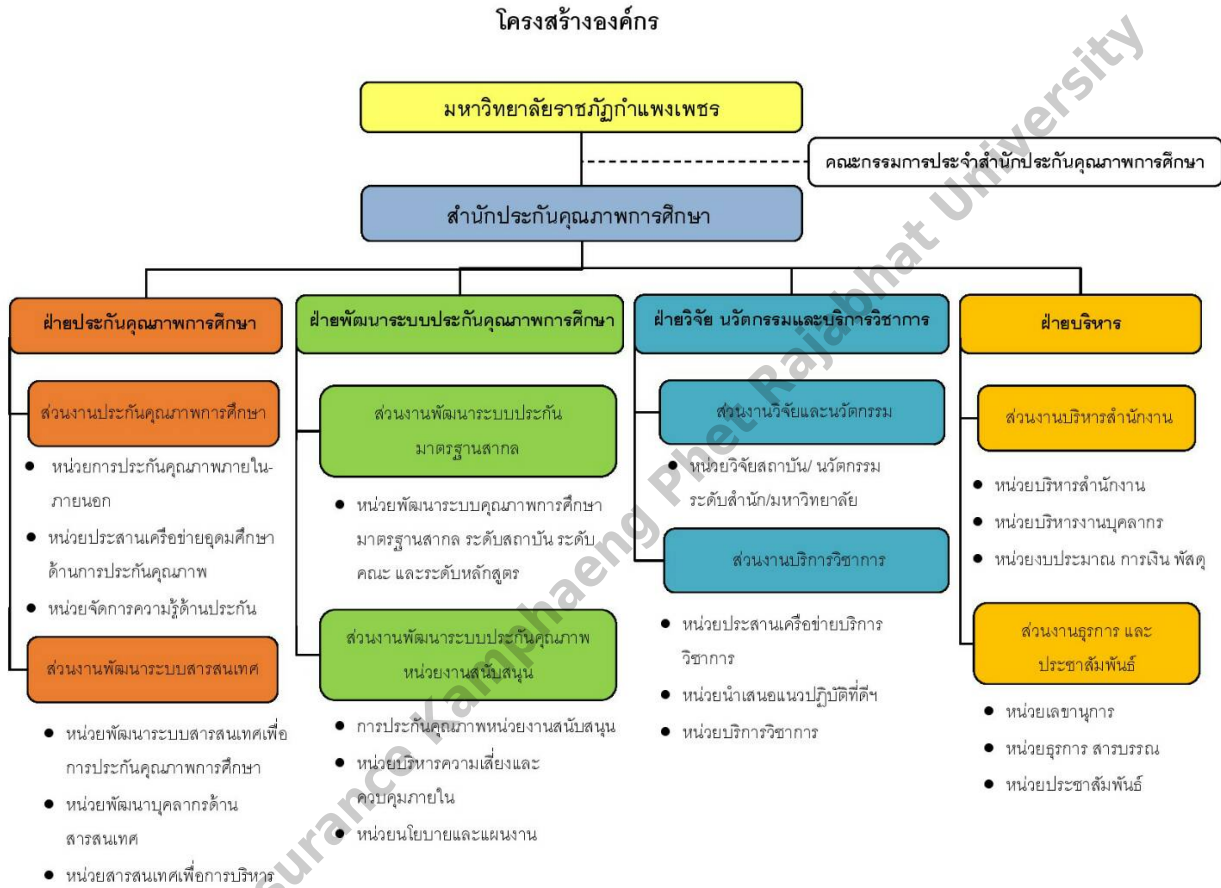 โครงสร้างองค์กร
มหาวิทยาลัยราชภัฏกำแพงเพชร
คณะกรรมการประจำสำนักประกันคุณภาพการศึกษา
สำนักประกันคุณภาพการศึกษา
ฝ่ายประกันคุณภาพการศึกษา
ส่วนงานประกันคุณภาพการศึกษา
● หน่วยการประกันคุณภาพภายใน-
ภายนอก
● หน่วยประสานเครือข่ายอุดมศึกษา
ด้านการประกันคุณภาพ
● หน่วยจัดการความรู้ด้านประกัน
ส่วนงานพัฒนาระบบสารสนเทศ
● หน่วยพัฒนาระบบสารสนเทศเพื่อ
การประกันคุณภาพการศึกษา
● หน่วยพัฒนาบุคลากรด้าน
สารสนเทศ
● หน่วยสารสนเทศเพื่อการบริหาร
ฝ่ายพัฒนาระบบประกันคุณภาพการศึกษา
ส่วนงานพัฒนาระบบประกัน
มาตรฐานสากล
● หน่วยพัฒนาระบบคุณภาพการศึกษา
มาตรฐานสากล ระดับสถาบัน ระดับ
คณะ และระดับหลักสูตร
ส่วนงานพัฒนาระบบประกันคุณภาพ
หน่วยงานสนับสนุน
● การประกันคุณภาพหน่วยงานสนับสนุน
● หน่วยบริหารความเสี่ยงและ
ควบคุมภายใน
● หน่วยนโยบายและแผนงาน
ฝ่ายวิจัย นวัตกรรมและบริการวิชาการ
ส่วนงานวิจัยและนวัตกรรม
● หน่วยวิจัยสถาบัน/ นวัตกรรม
ระดับสำนัก/มหาวิทยาลัย
ส่วนงานบริการวิชาการ
● หน่วยประสานเครือข่ายบริการ
วิชาการ
● หน่วยนำเสนอแนวปฏิบัติที่ดีฯ
● หน่วยบริการวิชาการ
ฝ่ายบริหาร
ส่วนงานบริหารสำนักงาน
● หน่วยบริหารสำนักงาน
● หน่วยบริหารงานบุคลากร
● หน่วยงบประมาณ การเงิน พัสดุ
ส่วนงานธุรการ และ
ประชาสัมพันธ์
● หน่วยเลขานุการ
● หน่วยธุรการ สารบรรณ
● หน่วยประชาสัมพันธ์
surance Kamphaeng Phet Rajabhat University